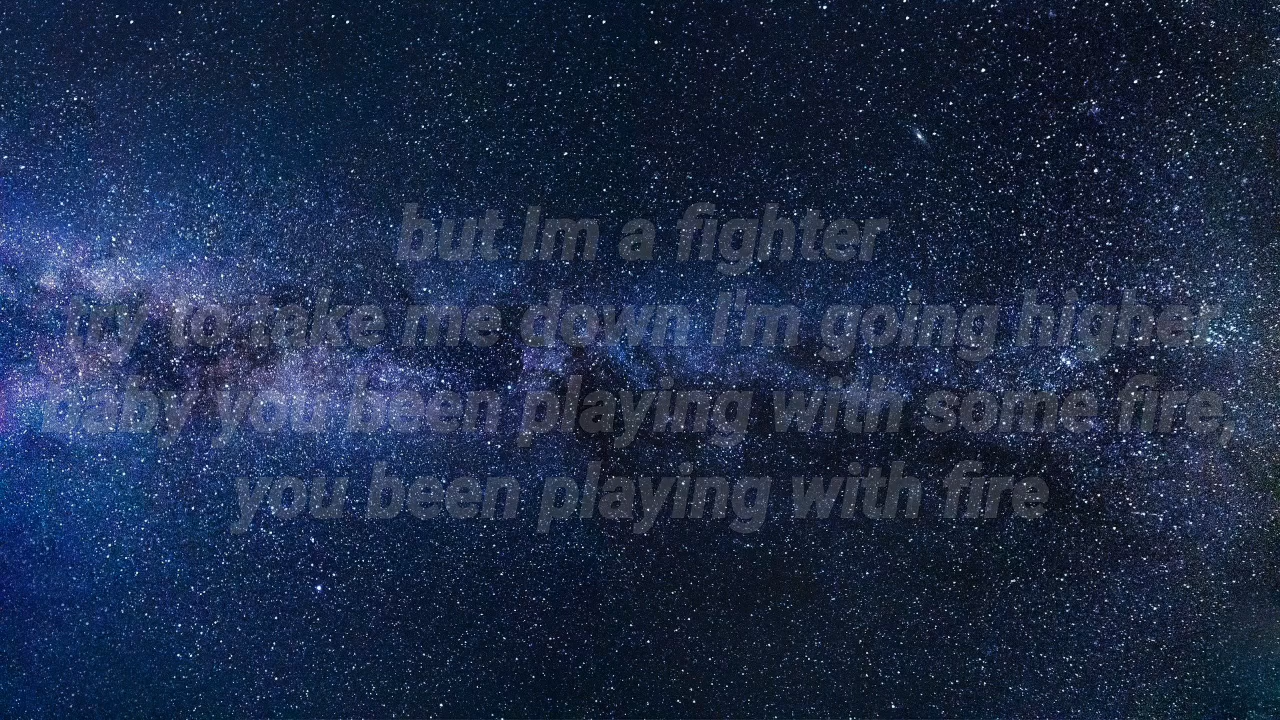 but Im a fighter
try to take me down I'm going higher
baby you been playing with some fire,
you been playing with fire